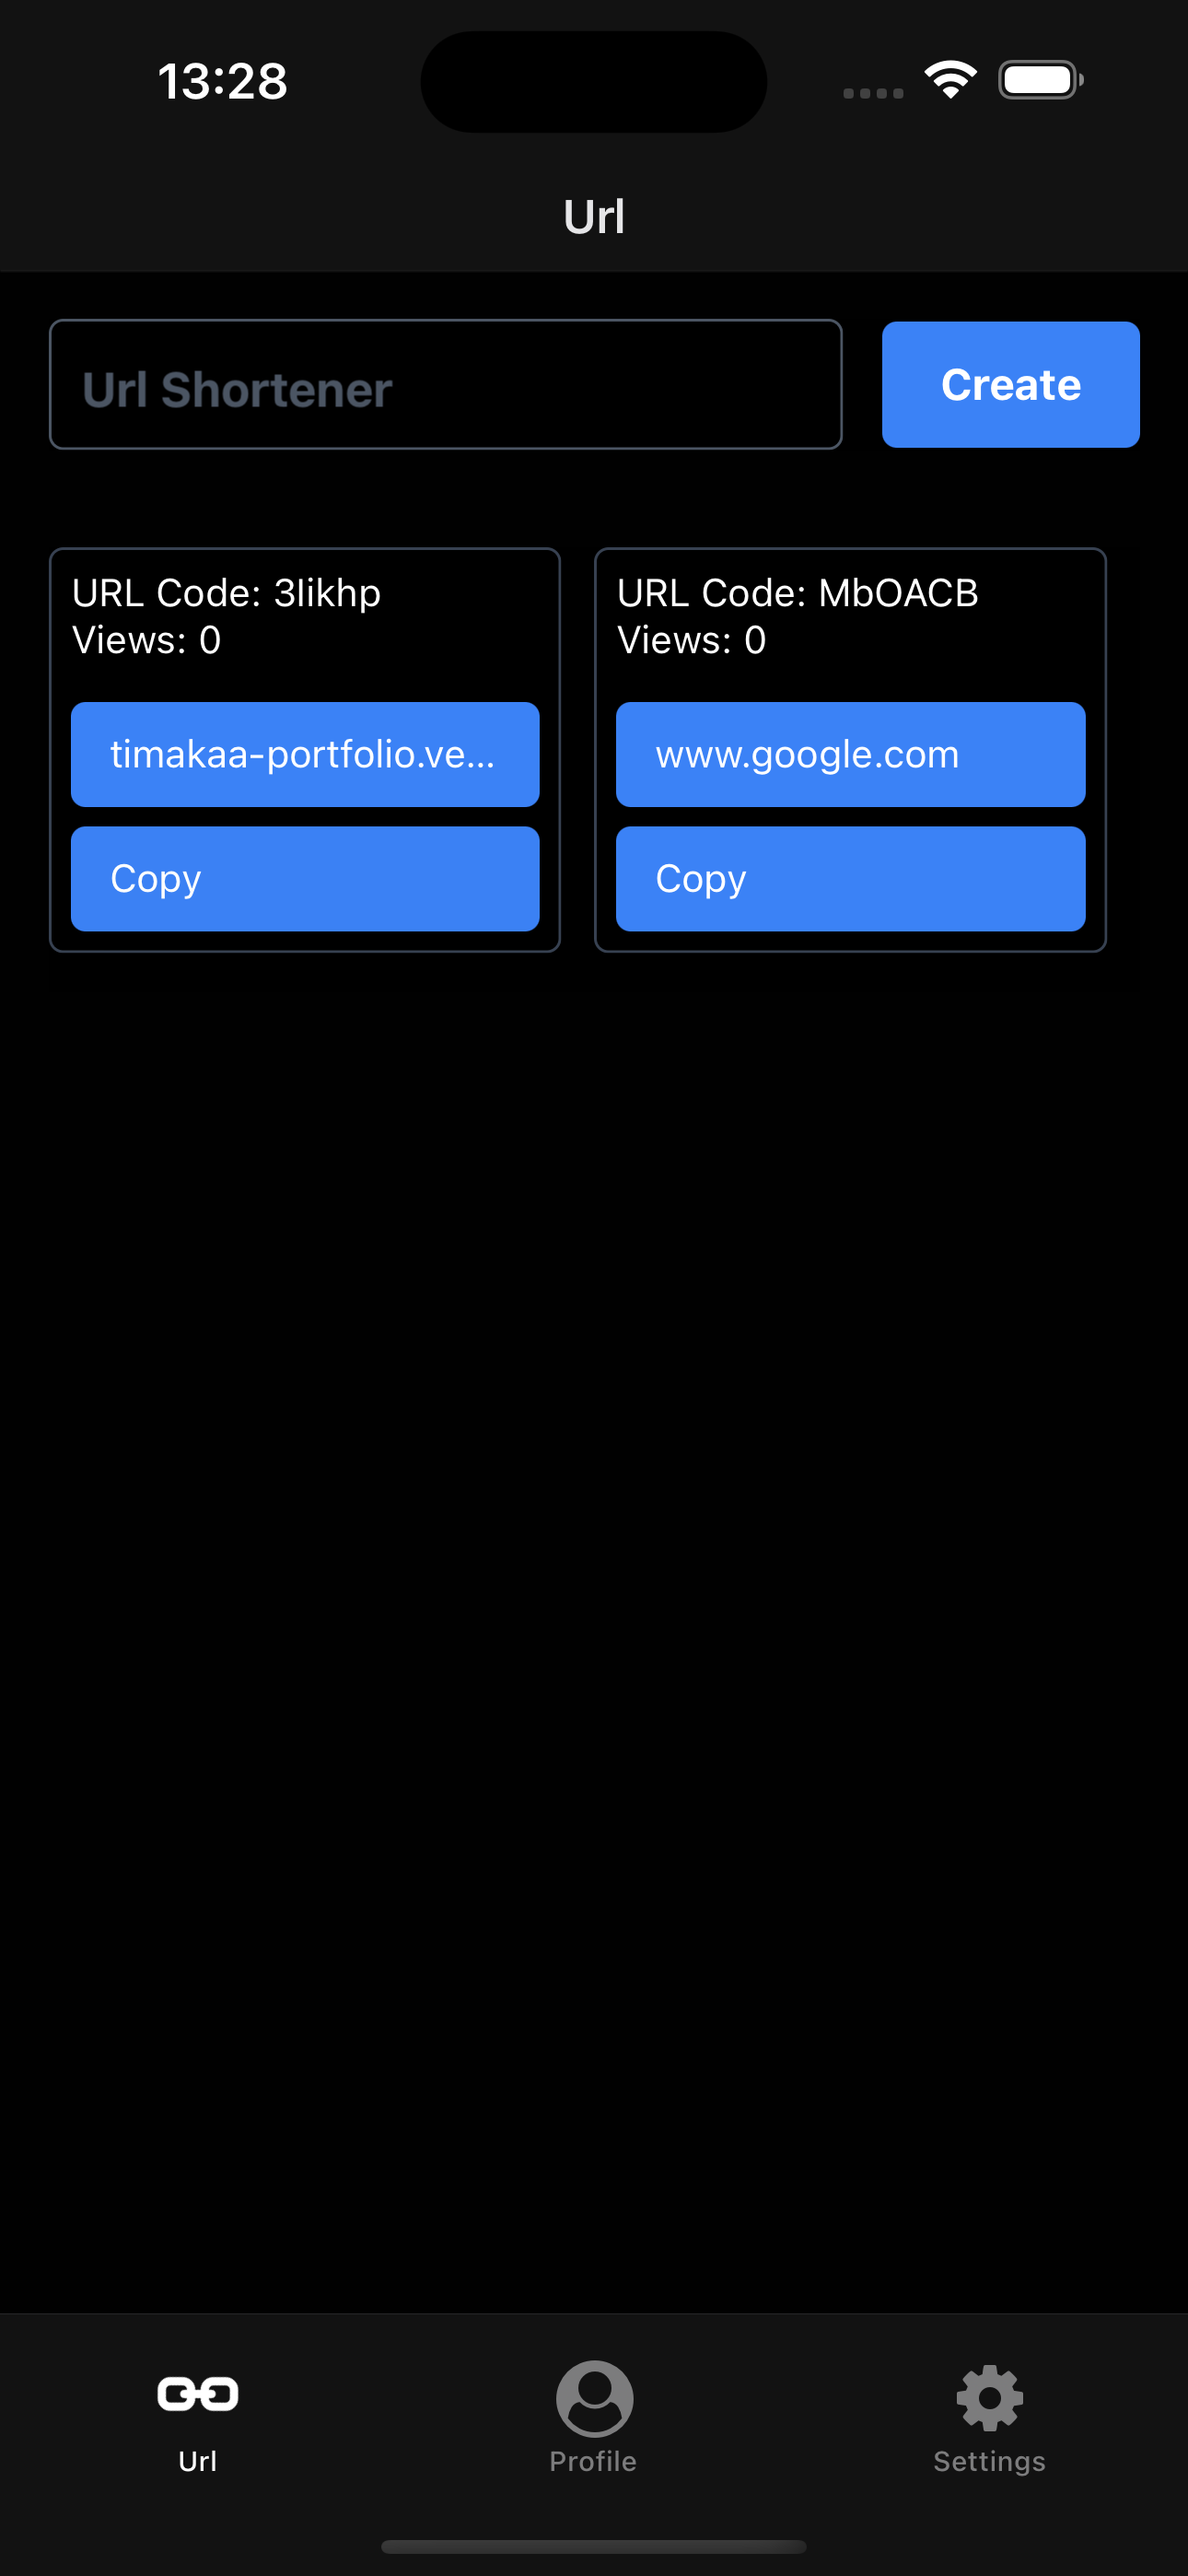 13:28
Url
Url Shortener
Create
URL Code: 3likhp
Views: 0
timakaa-portfolio.ve...
Copy
URL Code: MbOACB
Views: 0
www.google.com
Copy
Url
Profile
Settings